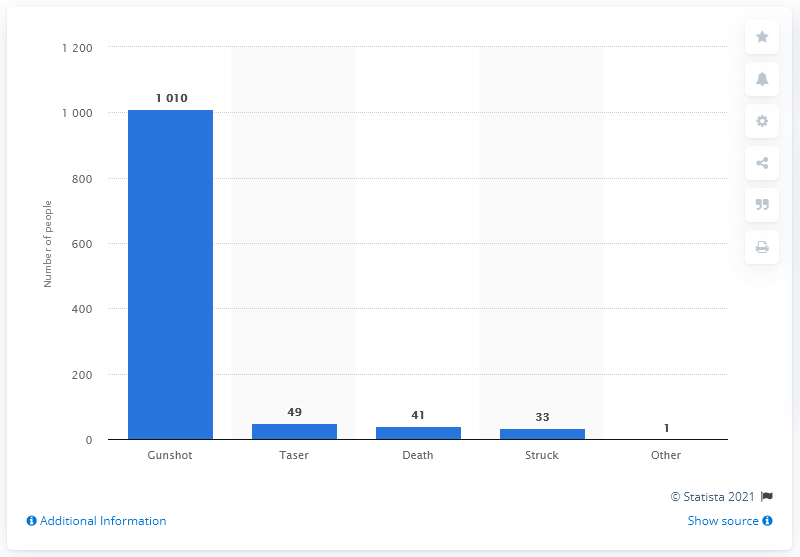 1 200
1 000
800
600
400
200
0
Number of people
1 010
49
41
33
1
Gunshot
Taser
Death
Struck
Other
© Statista 2021
Additional Information
Show source